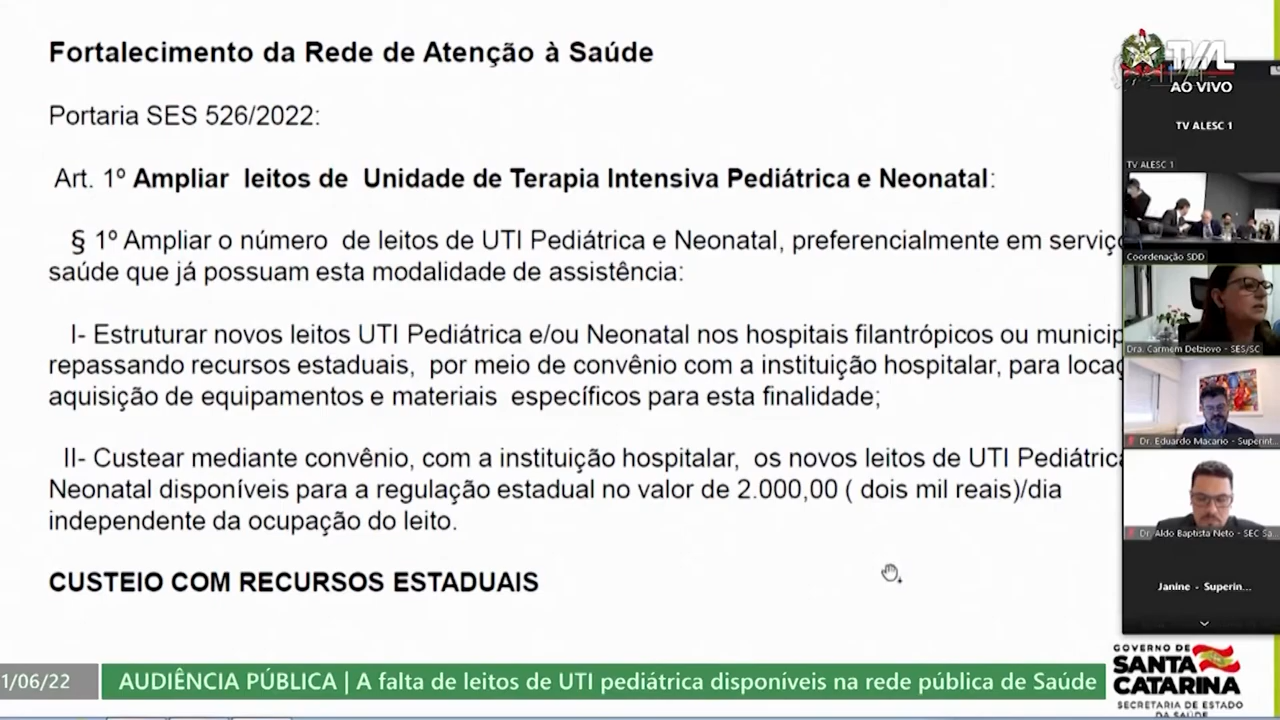 Fortalecimento da Rede de Atenção à Saúde
Portaria SES 526/2022:
Art. 1º Ampliar leitos de Unidade de Terapia Intensiva Pediátrica e Neonatal:
§ 1º Ampliar o número de leitos de UTI Pediátrica e Neonatal, preferencialmente em serviço
saúde que já possuam esta modalidade de assistência:
I- Estruturar novos leitos UTI Pediátrica e/ou Neonatal nos hospitais filantrópicos ou municip
repassando recursos estaduais, por meio de convênio com a instituição hospitalar, para locaç
aquisição de equipamentos e materiais específicos para esta finalidade;
II- Custear mediante convênio, com a instituição hospitalar, os novos leitos de UTI Pediátrica
Neonatal disponíveis para a regulação estadual no valor de 2.000,00 ( dois mil reais)/dia
independente da ocupação do leito.
CUSTEIO COM RECURSOS ESTADUAIS
TVAL
AO VIVO
TV ALESC 1
TV ALESC 1
Coordenação SDD
Dra. Carmem Delziovo - SES/SC
Dr. Eduardo Macario - Superint...
Dr. Aldo Baptista Neto - SEC Sa...
Janine - Superin...
1/06/22
AUDIÊNCIA PÚBLICA | A falta de leitos de UTI pediátrica disponíveis na rede pública de Saúde
GOVERNO DE
SANTA
CATARINA
SECRETARIA DE ESTADO
DA SAÚDE